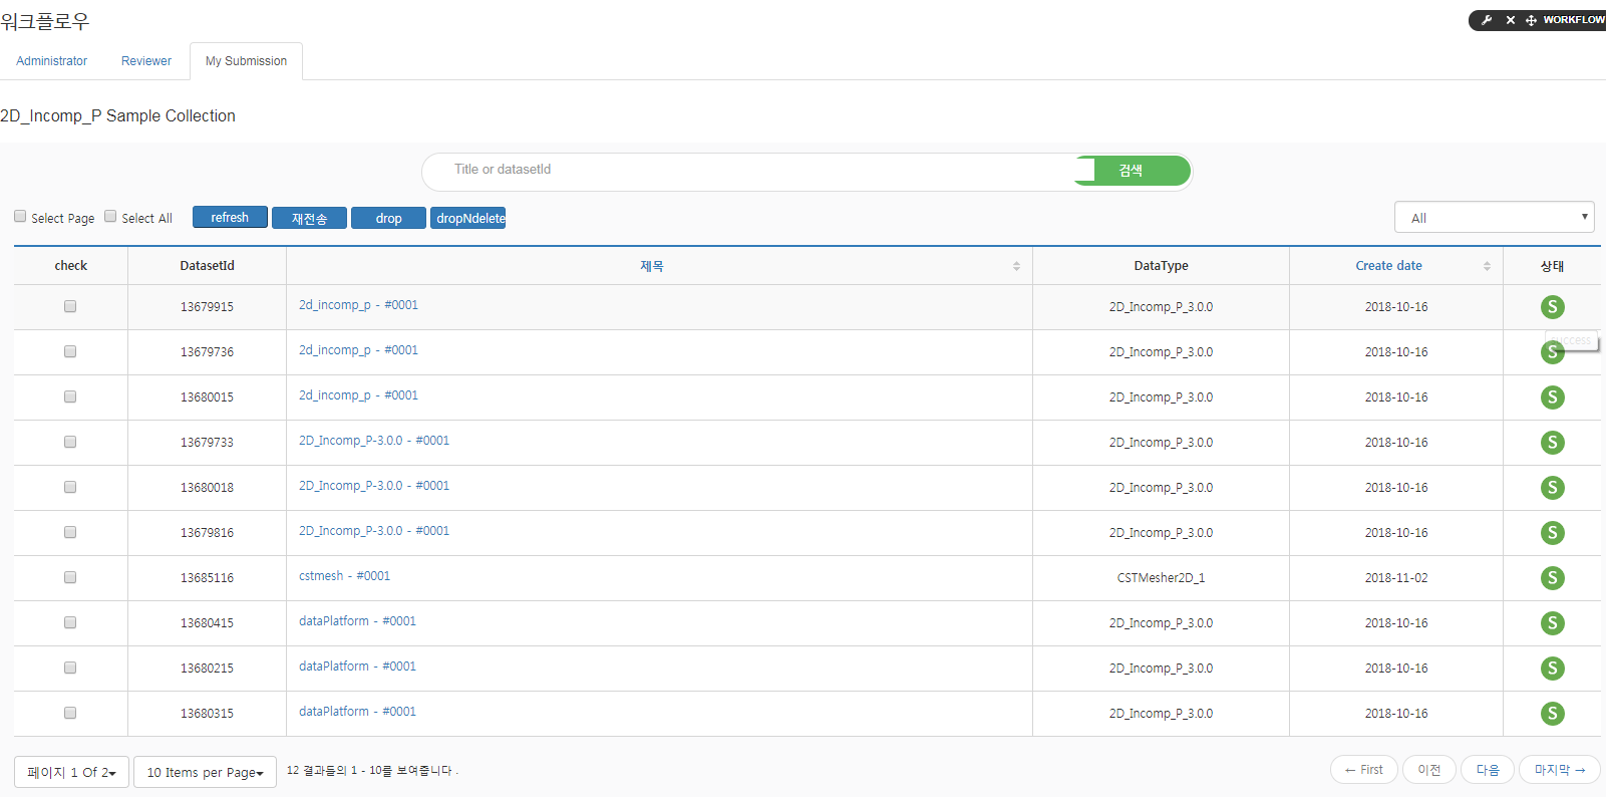 워크플로우
WORKFLOW
Administrator Reviewer My Submission
2D_Incomp_P Sample Collection
Title or datasetId 검색
Select Page Select All refresh 재전송 drop dropNdelete All
check DatasetId 제목 DataType Create date 상태
13679915 2d_incomp_p - #0001 2D_Incomp_P_3.0.0 2018-10-16 S
success
13679736 2d_incomp_p - #0001 2D_Incomp_P_3.0.0 2018-10-16 S
13680015 2d_incomp_p - #0001 2D_Incomp_P_3.0.0 2018-10-16 S
13679733 2D_Incomp_P-3.0.0 - #0001 2D_Incomp_P_3.0.0 2018-10-16 S
13680018 2D_Incomp_P-3.0.0 - #0001 2D_Incomp_P_3.0.0 2018-10-16 S
13679816 2D_Incomp_P-3.0.0 - #0001 2D_Incomp_P_3.0.0 2018-10-16 S
13685116 cstmesh - #0001 CSTMesher2D_1 2018-11-02 S
13680415 dataPlatform - #0001 2D_Incomp_P_3.0.0 2018-10-16 S
13680215 dataPlatform - #0001 2D_Incomp_P_3.0.0 2018-10-16 S
13680315 dataPlatform - #0001 2D_Incomp_P_3.0.0 2018-10-16 S
페이지 1 Of 2 10 Items per Page 12 결과들의 1 - 10를 보여줍니다 . ← First 이전 다음 마지막 →